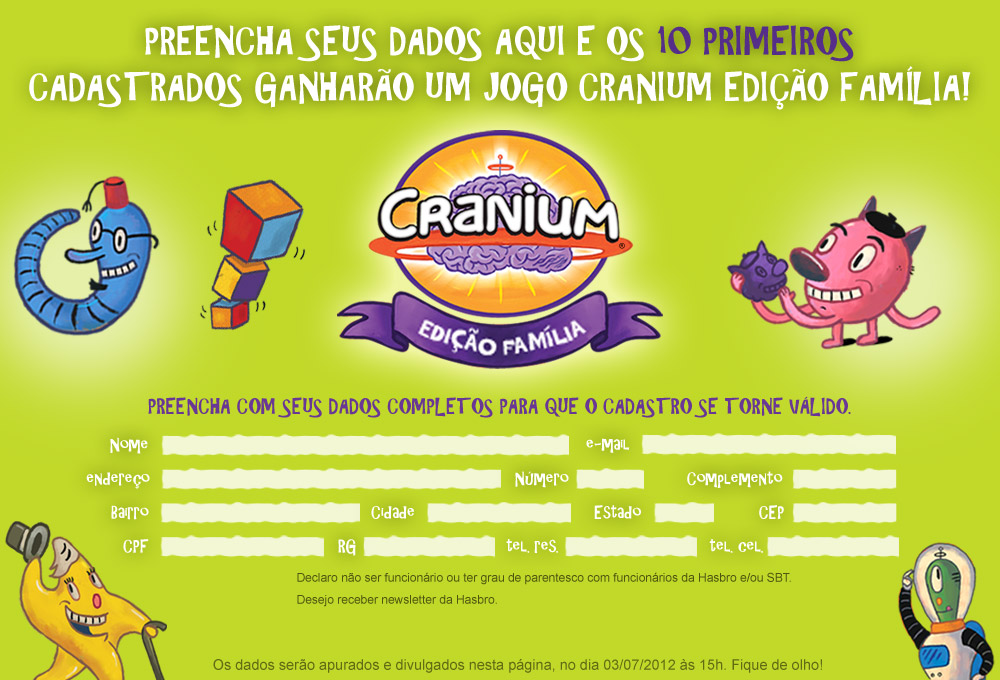 PREENCHA SEUS DADOS AQUI E OS 10 PRIMEIROS
CADASTRADOS GANHARÃO UM JOGO CRANIUM EDIÇÃO FAMÍLIA!
CRANIUM®
EDIÇÃO FAMÍLIA
PREENCHA COM SEUS DADOS COMPLETOS PARA QUE O CADASTRO SE TORNE VÁLIDO.
Nome e-mail
endereço Número Complemento
Bairro Cidade Estado CEP
CPF RG tel. res. tel. cel.
Declaro não ser funcionário ou ter grau de parentesco com funcionários da Hasbro e/ou SBT.
Desejo receber newsletter da Hasbro.
Os dados serão apurados e divulgados nesta página, no dia 03/07/2012 às 15h. Fique de olho!